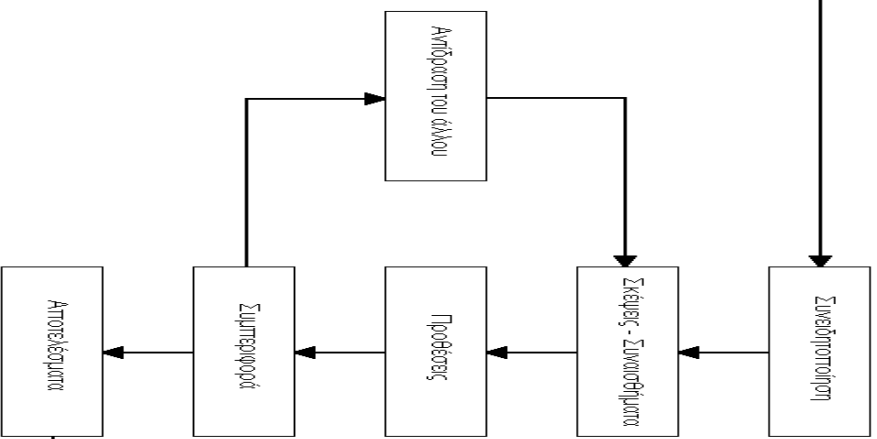 Αντίδραση του άλλου
Συνειδητοποίηση
Σκέψεις - Συναισθήματα
Προθέσεις
Συμπεριφορά
Αποτελέσματα